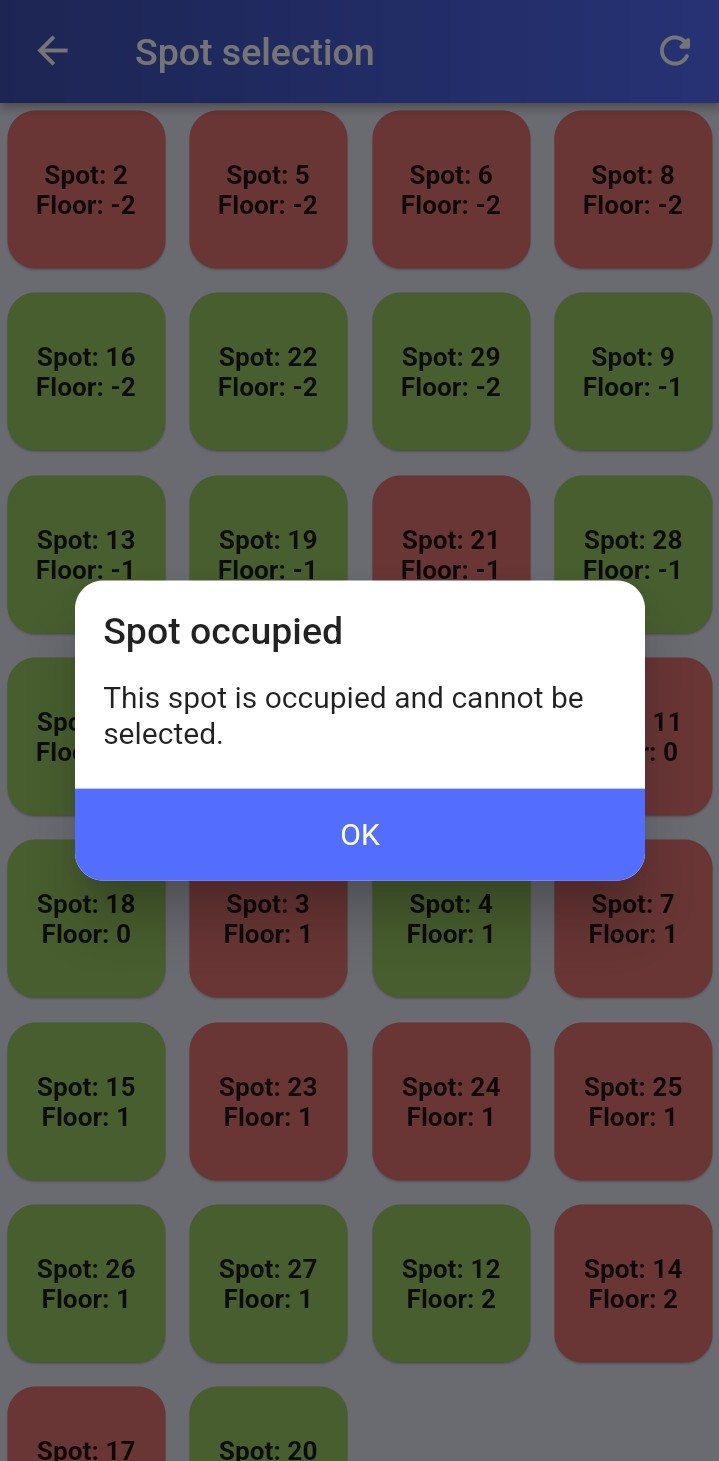 Spot selection
Spot: 2
Floor: -2
Spot: 5
Floor: -2
Spot: 6
Floor: -2
Spot: 8
Floor: -2
Spot: 16
Floor: -2
Spot: 22
Floor: -2
Spot: 29
Floor: -2
Spot: 9
Floor: -1
Spot: 13
Floor: -1
Spot: 19
Floor: -1
Spot: 21
Floor: -1
Spot: 28
Floor: -1
Spot occupied
This spot is occupied and cannot be
selected.
OK
11
0
Spot: 18
Floor: 0
Spot: 3
Floor: 1
Spot: 4
Floor: 1
Spot: 7
Floor: 1
Spot: 15
Floor: 1
Spot: 23
Floor: 1
Spot: 24
Floor: 1
Spot: 25
Floor: 1
Spot: 26
Floor: 1
Spot: 27
Floor: 1
Spot: 12
Floor: 2
Spot: 14
Floor: 2
Spot: 17
Spot: 20